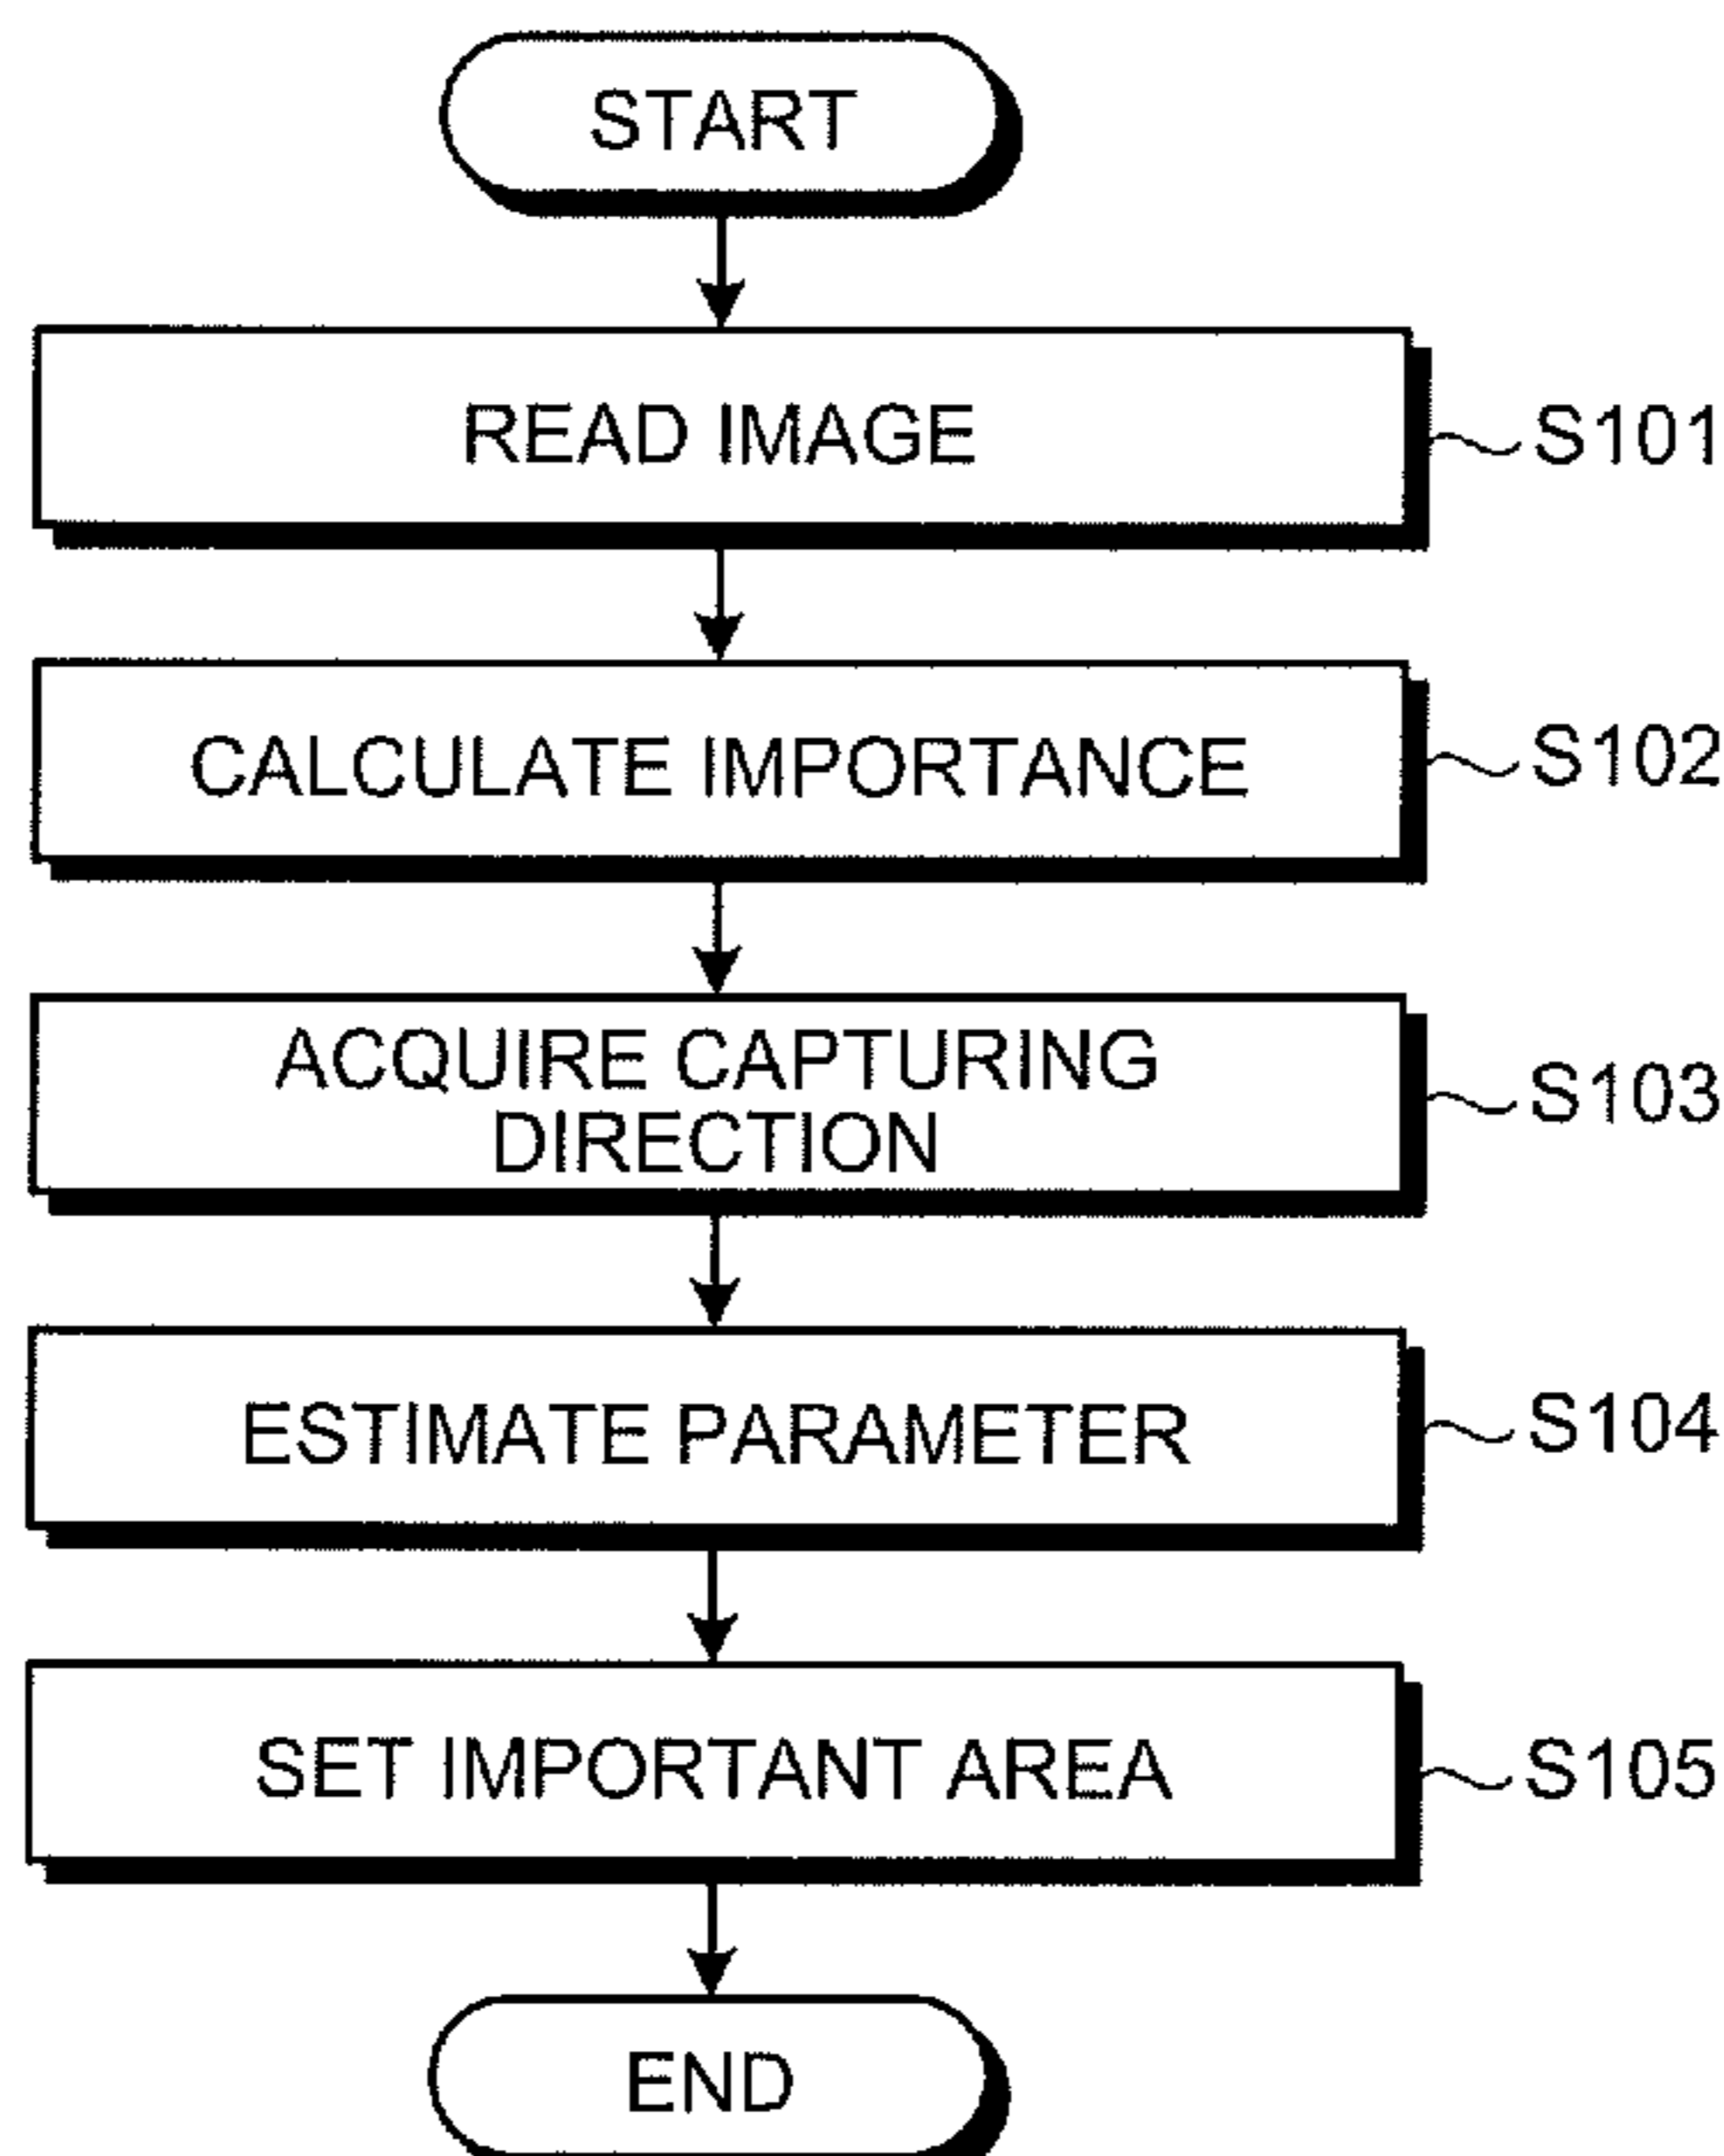 START
READ IMAGE
S101
CALCULATE IMPORTANCE
S102
ACQUIRE CAPTURING
DIRECTION
S103
ESTIMATE PARAMETER
S104
SET IMPORTANT AREA
S105
END